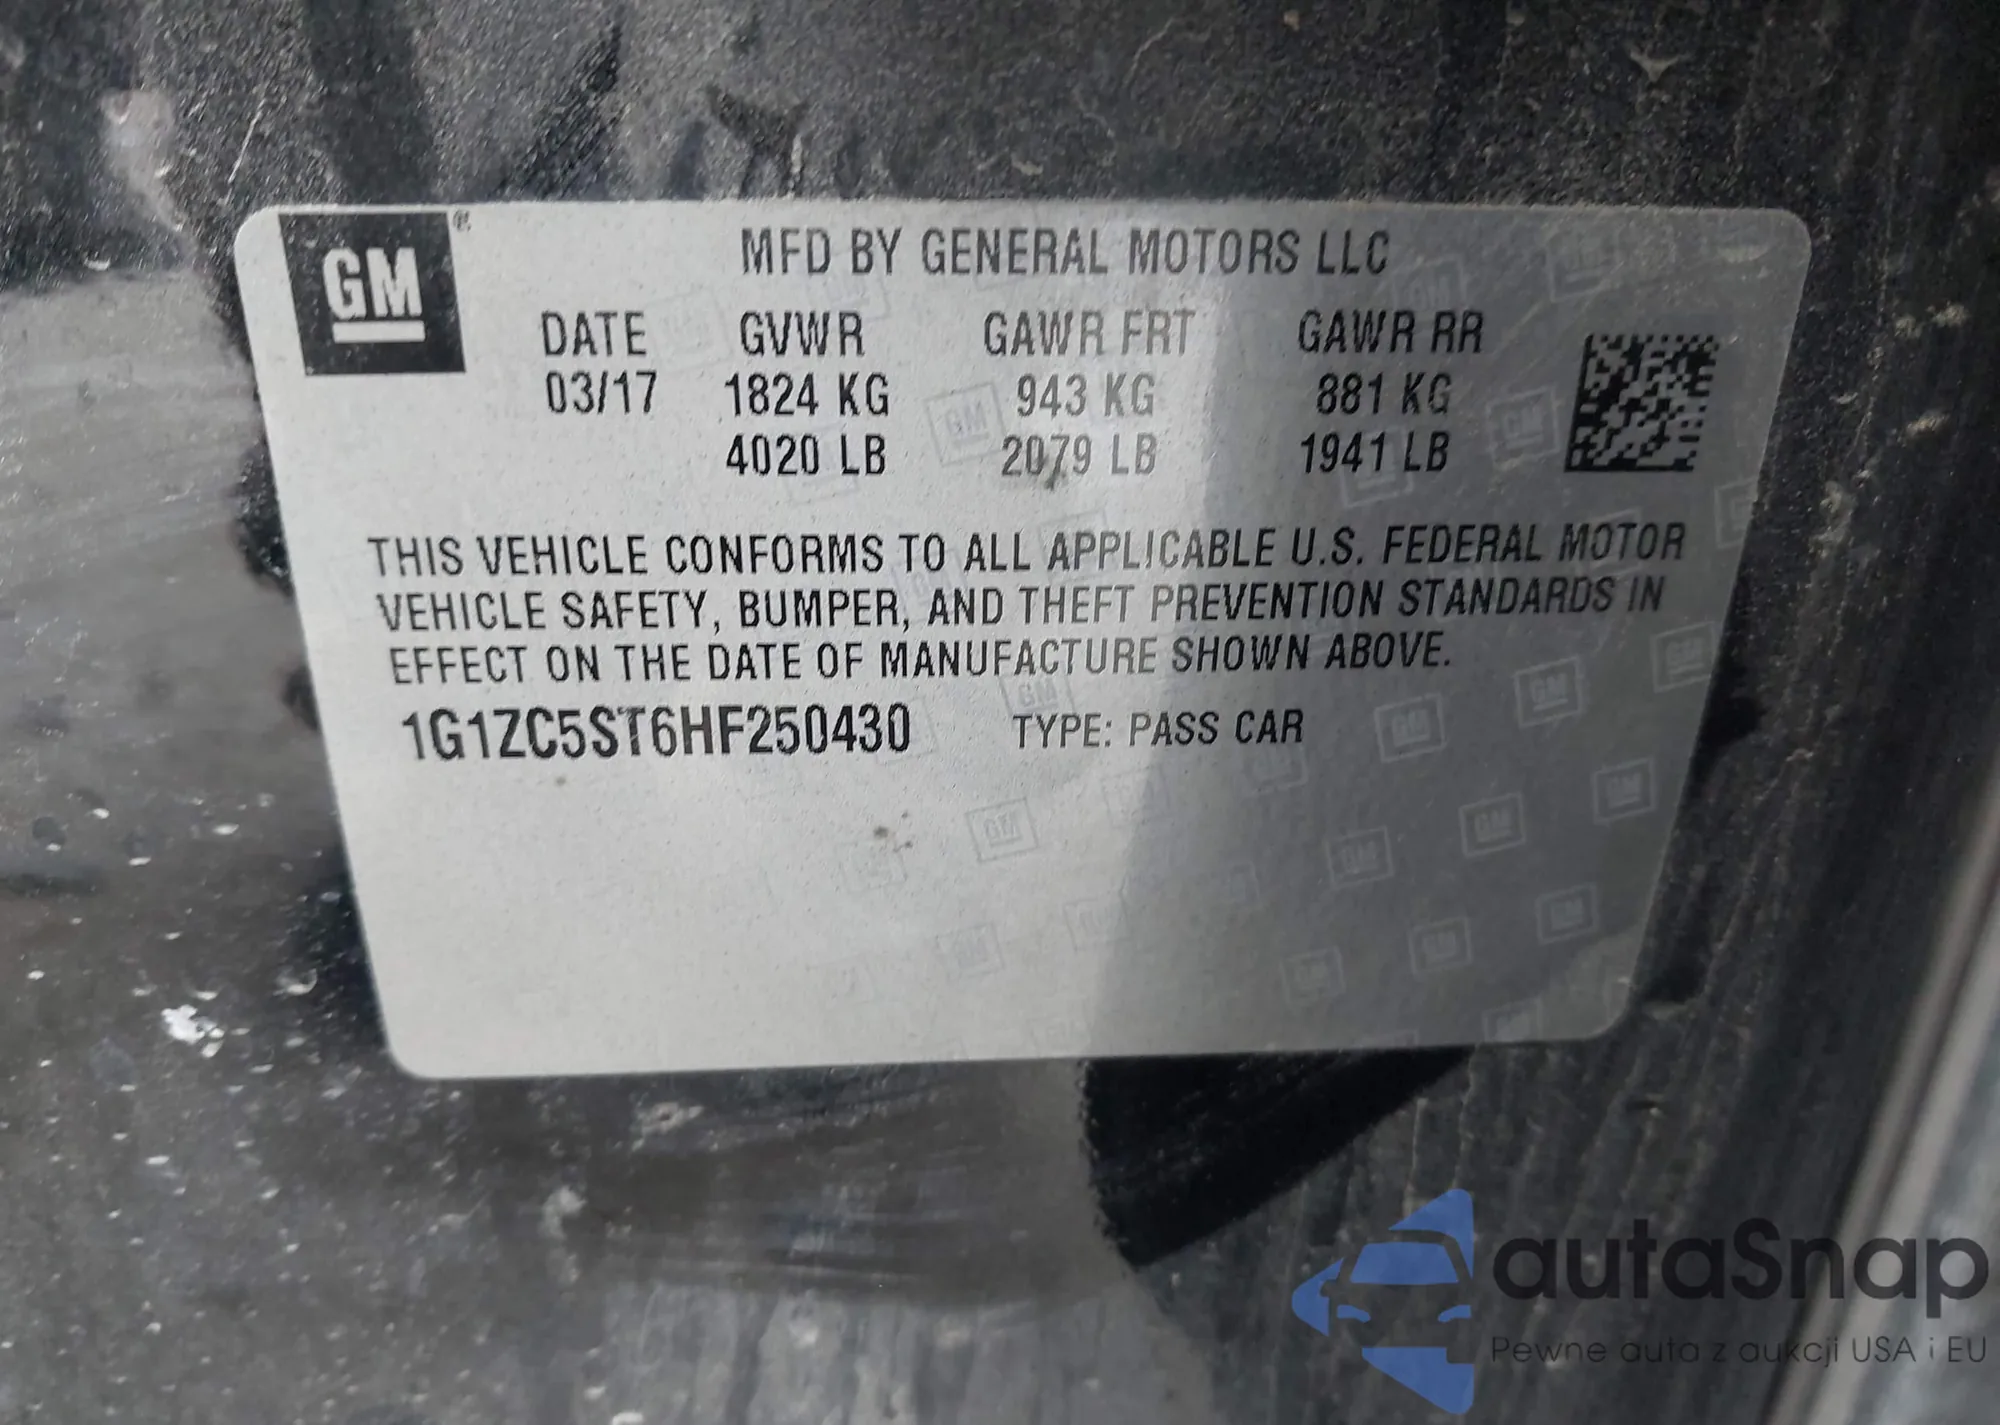 GM ®
MFD BY GENERAL MOTORS LLC
DATE GVWR GAWR FRT GAWR RR
03/17 1824 KG 943 KG 881 KG
4020 LB 2079 LB 1941 LB
THIS VEHICLE CONFORMS TO ALL APPLICABLE U.S. FEDERAL MOTOR
VEHICLE SAFETY, BUMPER, AND THEFT PREVENTION STANDARDS IN
EFFECT ON THE DATE OF MANUFACTURE SHOWN ABOVE.
1G1ZC5ST6HF250430 TYPE: PASS CAR
autaSnap
Pewne auta z aukcji USA i EU